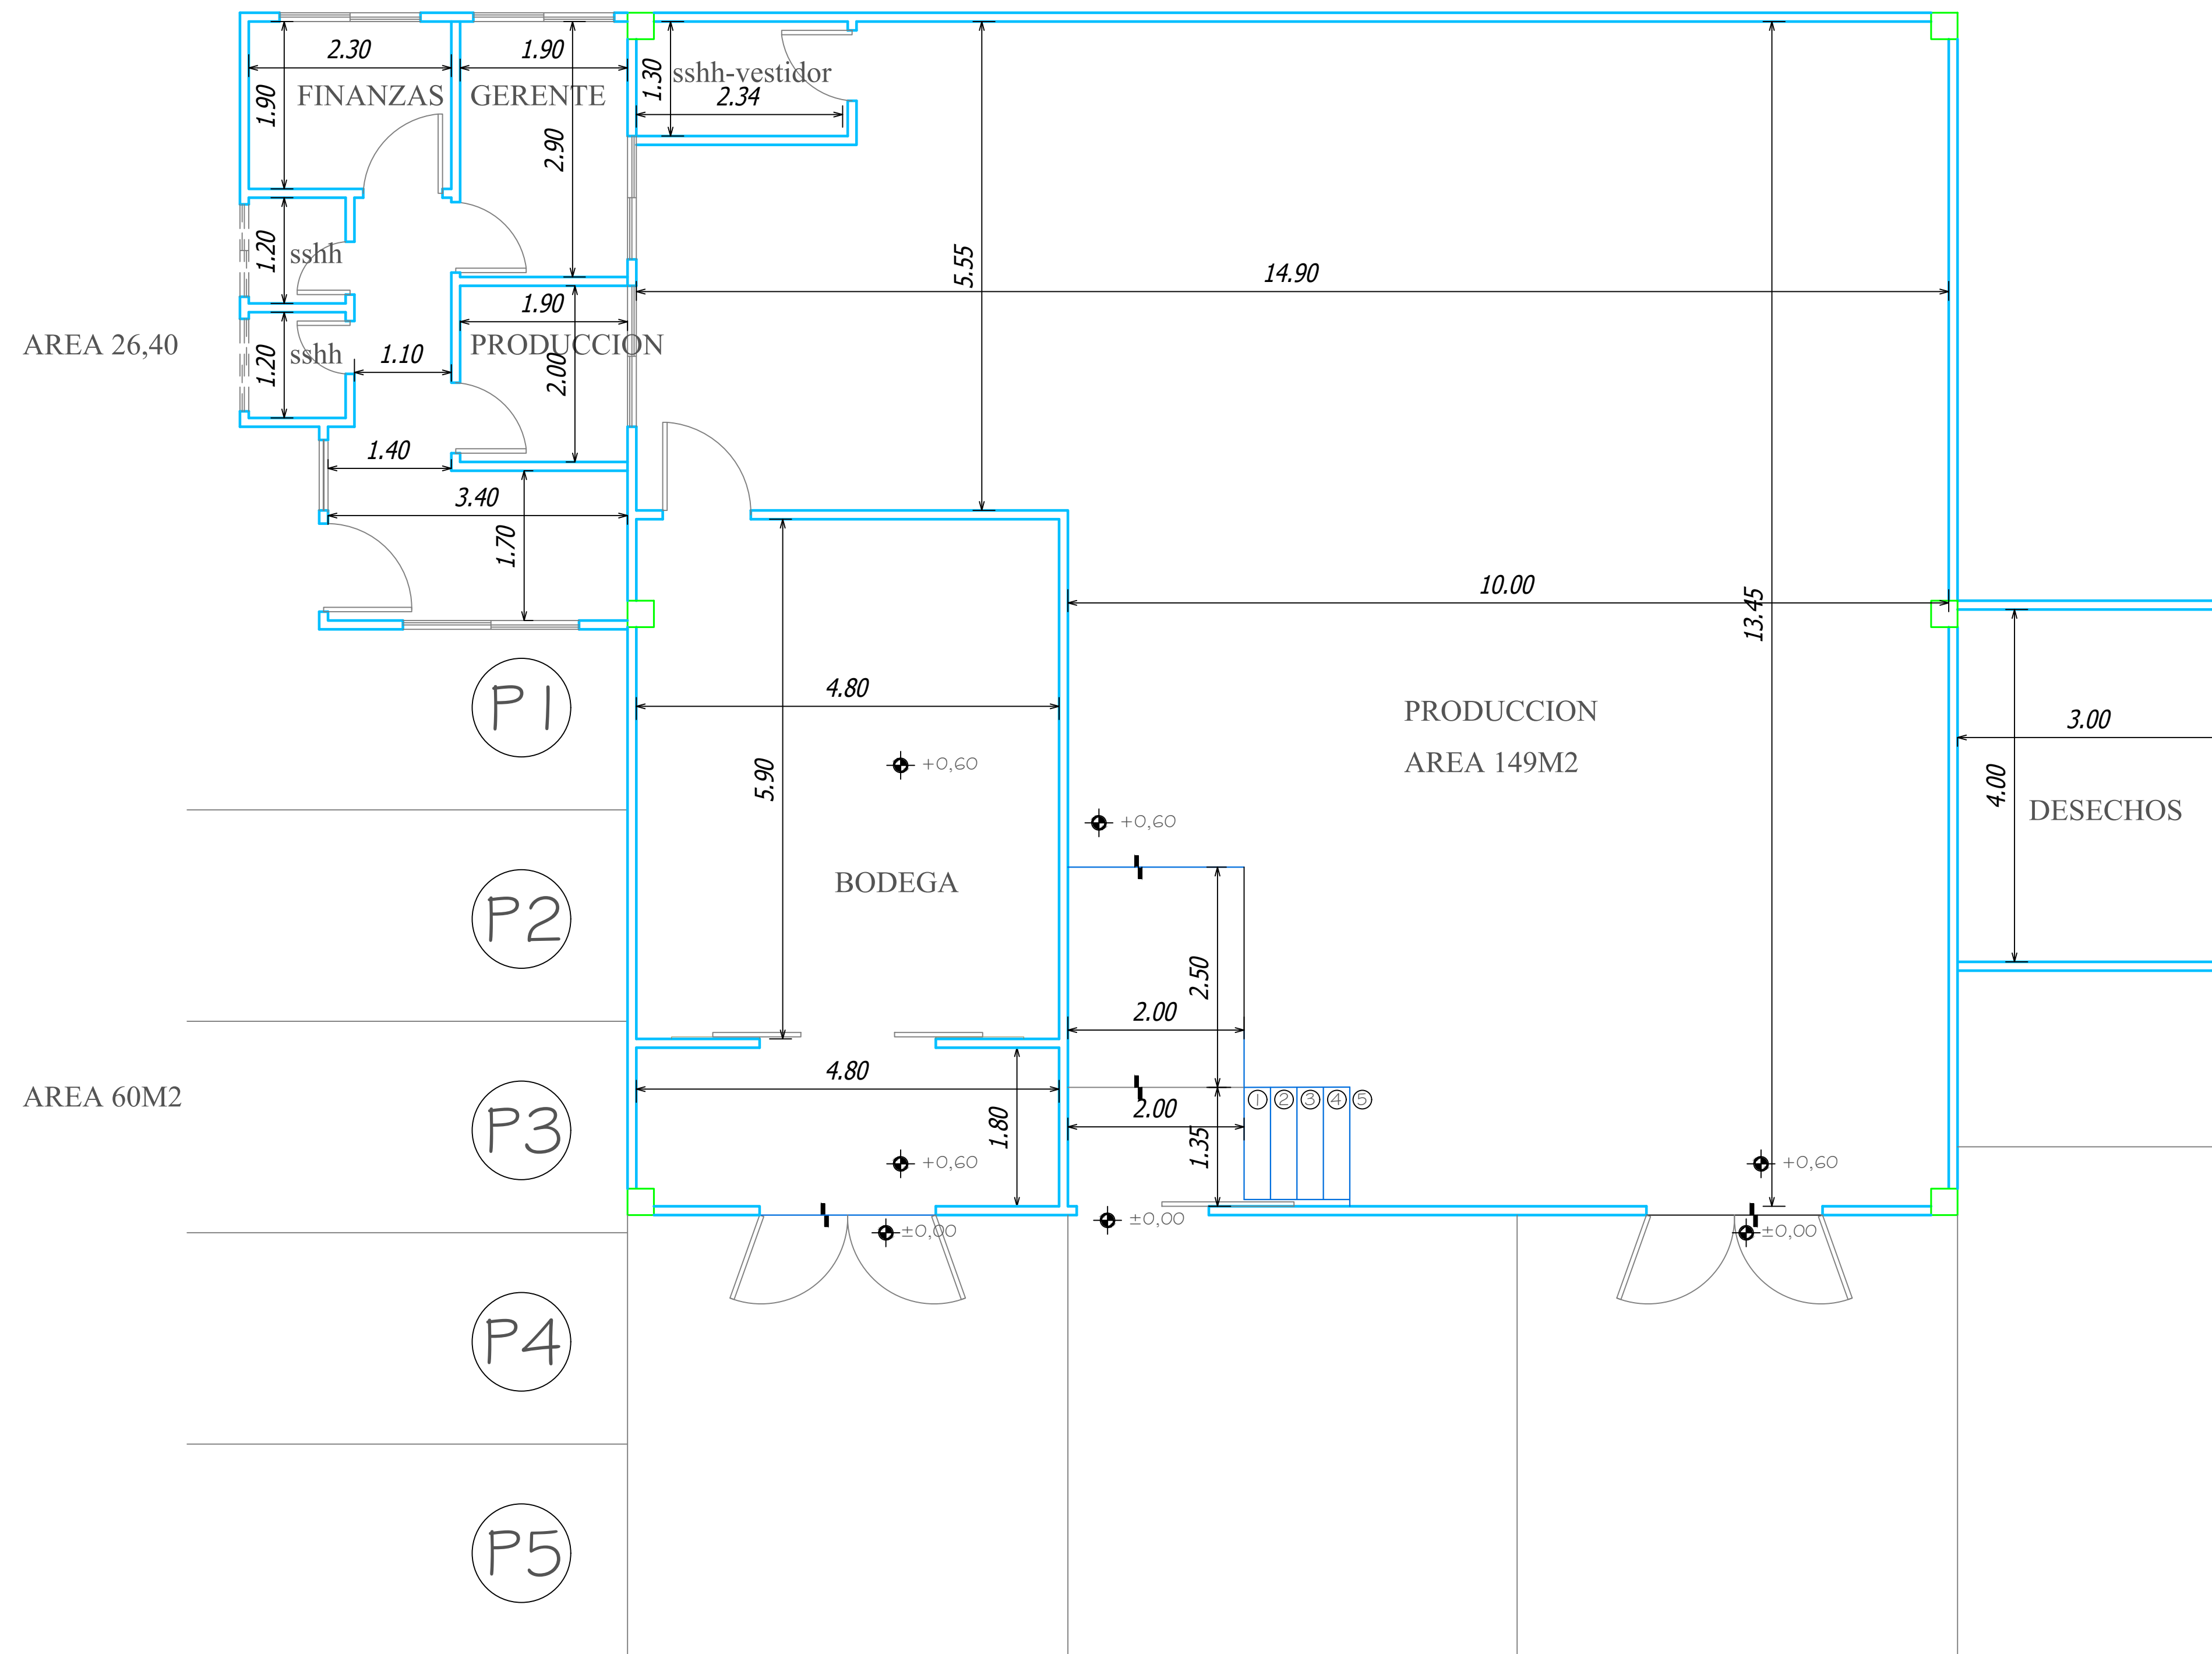 2.30
1.90
FINANZAS
GERENTE
1.90
1.30
sshh-vestidor
2.34
2.90
1.20
sshh
5.55
14.90
1.90
AREA 26,40
1.20
sshh
1.10
PRODUCCION
2.00
1.40
3.40
1.70
10.00
13.45
P1
4.80
PRODUCCION
AREA 149M2
3.00
5.90
+0,60
4.00
DESECHOS
+0,60
BODEGA
P2
2.50
2.00
4.80
AREA 60M2
P3
1.80
2.00
1 2 3 4 5
1.35
+0,60
+0,60
±0,00
±0,00
±0,00
P4
P5